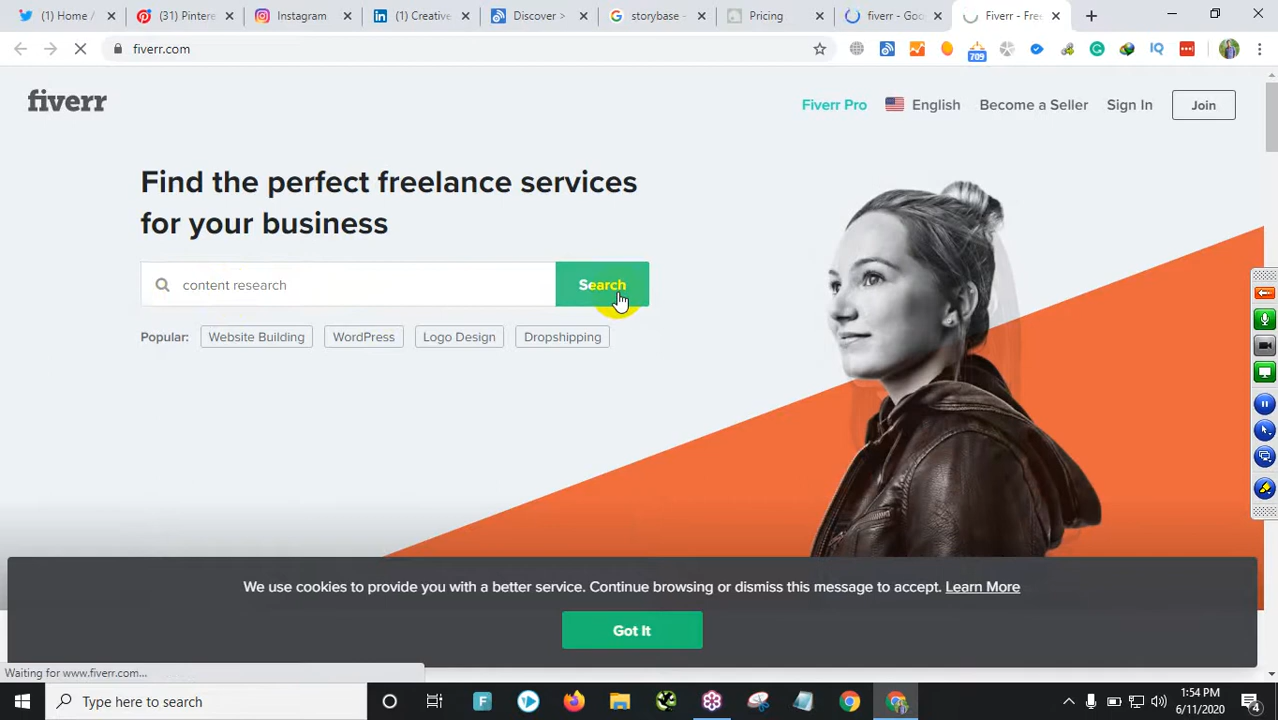 (1) Home /
(31) Pintere
Instagram
(1) Creative
Discover >
storybase -
Pricing
fiverr - Goo
Fiverr - Free
fiverr.com
709
IQ
fiverr
Fiverr Pro
English
Become a Seller
Sign In
Join
Find the perfect freelance services
for your business
content research
Search
Popular:
Website Building
WordPress
Logo Design
Dropshipping
We use cookies to provide you with a better service. Continue browsing or dismiss this message to accept. Learn More
Got It
Waiting for www.fiverr.com...
Type here to search
F
1:54 PM
6/11/2020
4